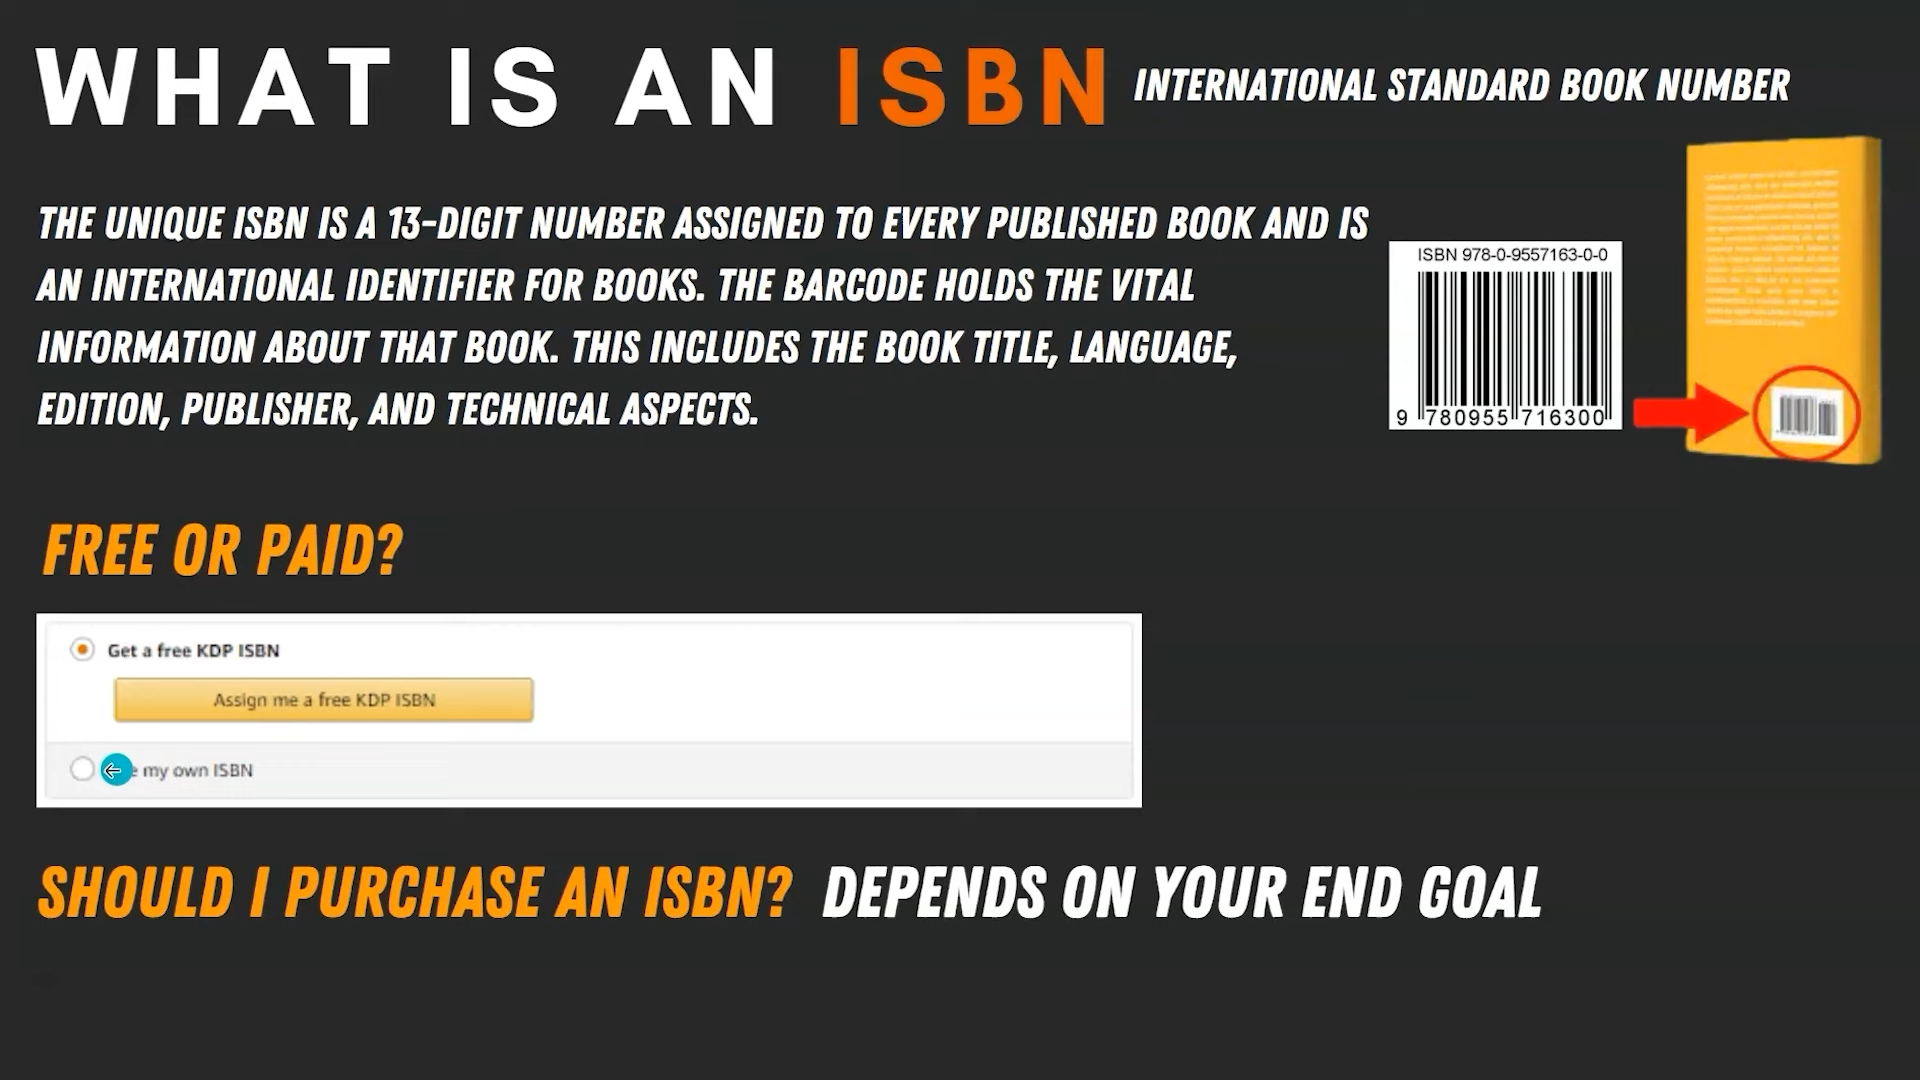 WHAT IS AN ISBN INTERNATIONAL STANDARD BOOK NUMBER
THE UNIQUE ISBN IS A 13-DIGIT NUMBER ASSIGNED TO EVERY PUBLISHED BOOK AND IS
AN INTERNATIONAL IDENTIFIER FOR BOOKS. THE BARCODE HOLDS THE VITAL
INFORMATION ABOUT THAT BOOK. THIS INCLUDES THE BOOK TITLE, LANGUAGE,
EDITION, PUBLISHER, AND TECHNICAL ASPECTS.
ISBN 978-0-9557163-0-0
9 780955 716300
FREE OR PAID?
Get a free KDP ISBN
Assign me a free KDP ISBN
my own ISBN
SHOULD I PURCHASE AN ISBN? DEPENDS ON YOUR END GOAL